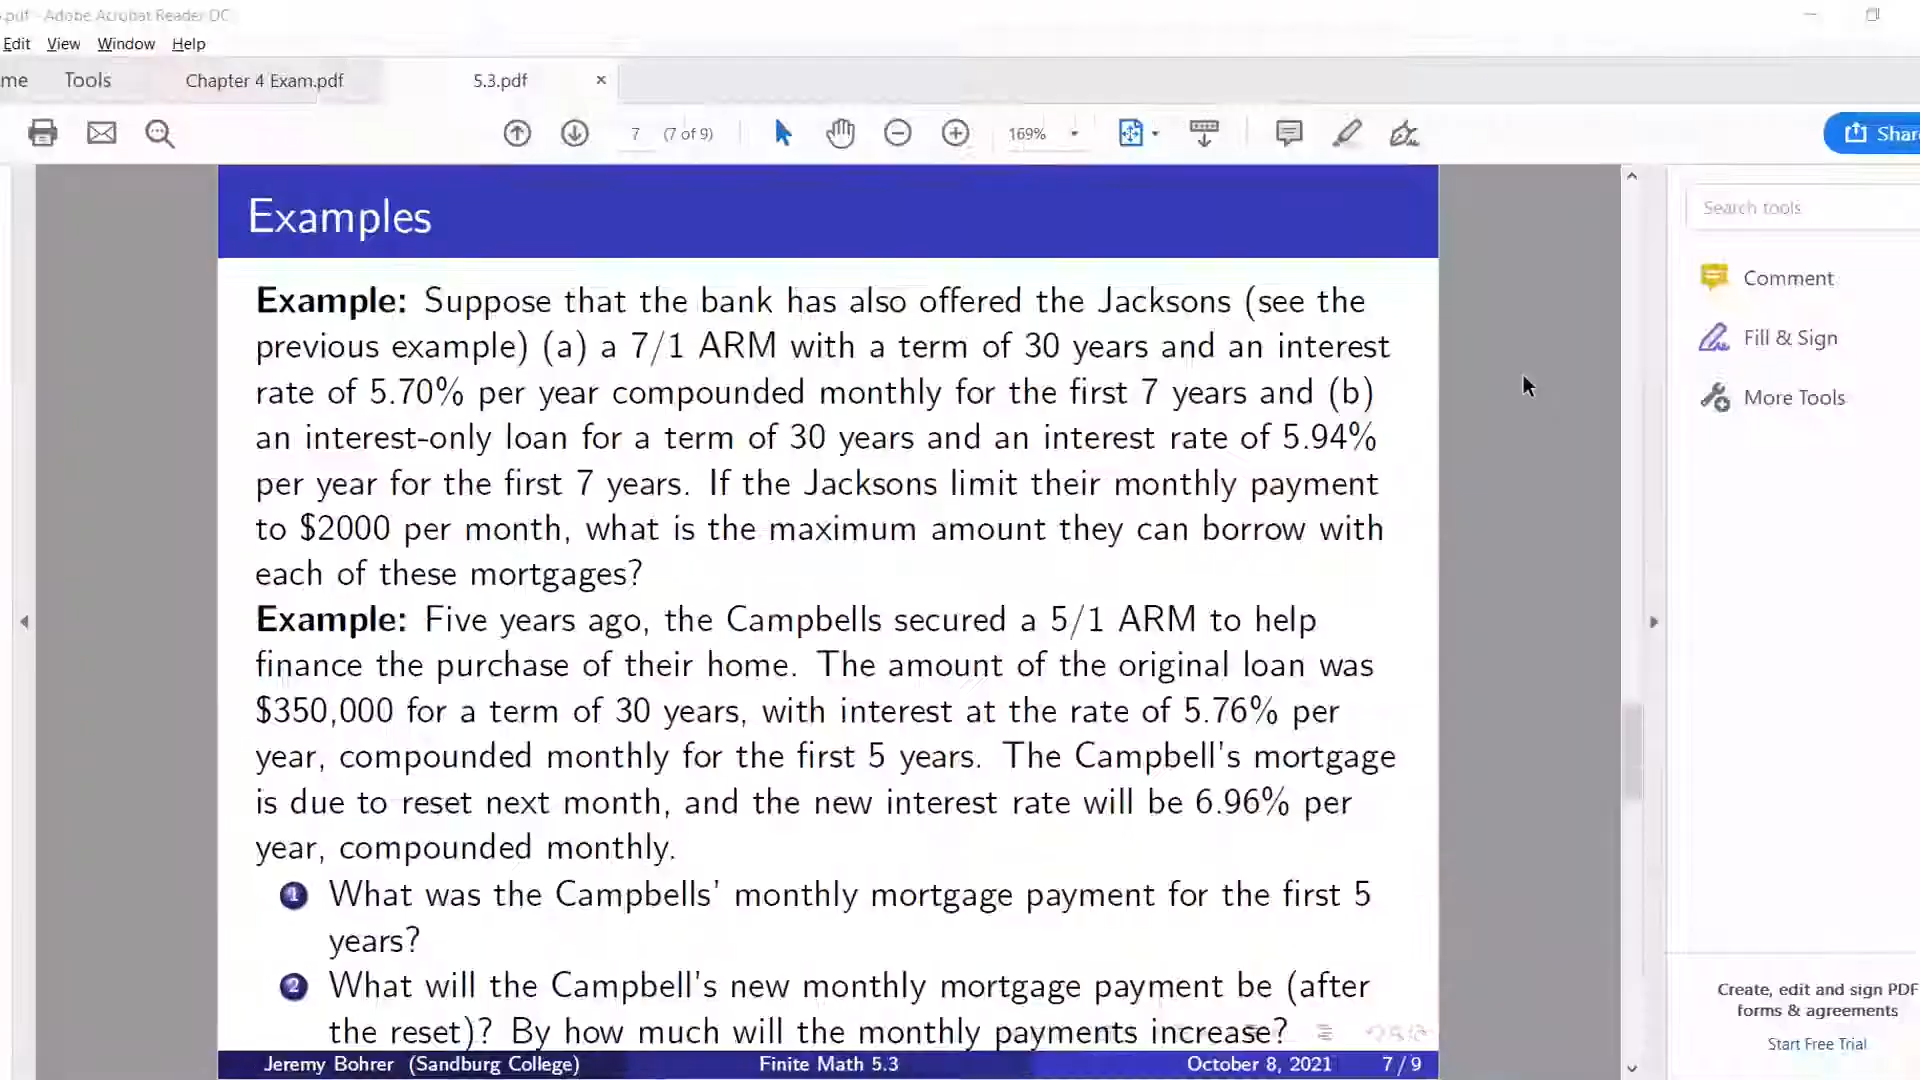 .pdf - Adobe Acrobat Reader DC
Edit View Window Help
me Tools Chapter 4 Exam.pdf 5.3.pdf ×
7 (7 of 9) 169% Shar
Examples
Search tools
Example: Suppose that the bank has also offered the Jacksons (see the
previous example) (a) a 7/1 ARM with a term of 30 years and an interest
rate of 5.70% per year compounded monthly for the first 7 years and (b)
an interest-only loan for a term of 30 years and an interest rate of 5.94%
per year for the first 7 years. If the Jacksons limit their monthly payment
to $2000 per month, what is the maximum amount they can borrow with
each of these mortgages?
Example: Five years ago, the Campbells secured a 5/1 ARM to help
finance the purchase of their home. The amount of the original loan was
$350,000 for a term of 30 years, with interest at the rate of 5.76% per
year, compounded monthly for the first 5 years. The Campbell's mortgage
is due to reset next month, and the new interest rate will be 6.96% per
year, compounded monthly.
1 What was the Campbells' monthly mortgage payment for the first 5
years?
2 What will the Campbell's new monthly mortgage payment be (after
the reset)? By how much will the monthly payments increase?
Jeremy Bohrer (Sandburg College) Finite Math 5.3 October 8, 2021 7 / 9
Comment
Fill & Sign
More Tools
Create, edit and sign PDF
forms & agreements
Start Free Trial